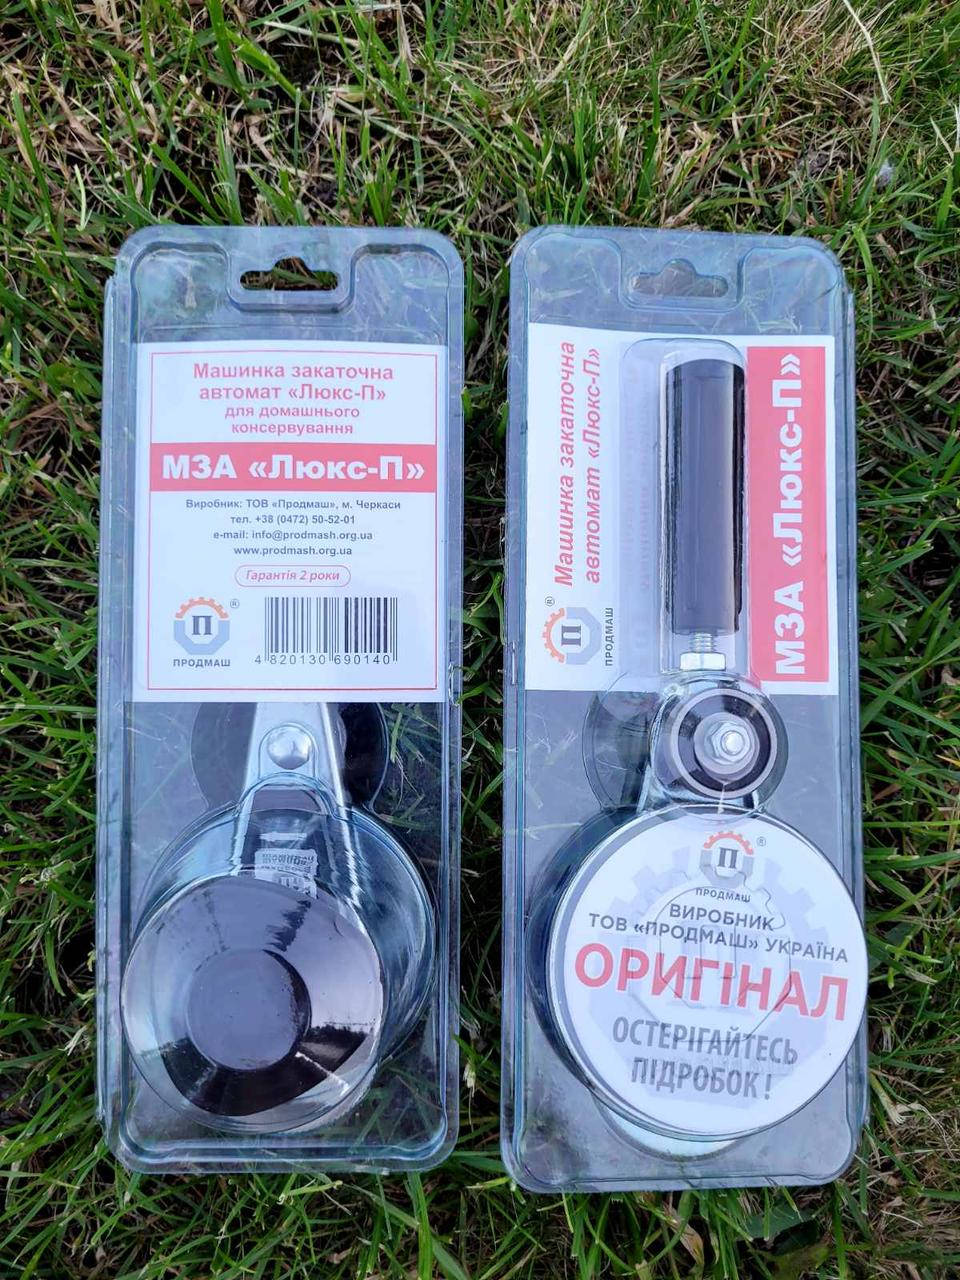 Машинка закаточна
автомат «Люкс-П»
для домашнього
консервування
МЗА «Люкс-П»
Виробник: ТОВ «Продмаш», м. Черкаси
тел. +38 (0472) 50-52-01
e-mail: info@prodmash.org.ua
www.prodmash.org.ua
Гарантія 2 роки
П ®
ПРОДМАШ
4 820130 690140
Машинка закаточна
автомат «Люкс-П»
МЗА «Люкс-П»
П ®
ПРОДМАШ
П ®
ПРОДМАШ
ВИРОБНИК
ТОВ «ПРОДМАШ» УКРАЇНА
ОРИГІНАЛ
ОСТЕРІГАЙТЕСЬ
ПІДРОБОК!